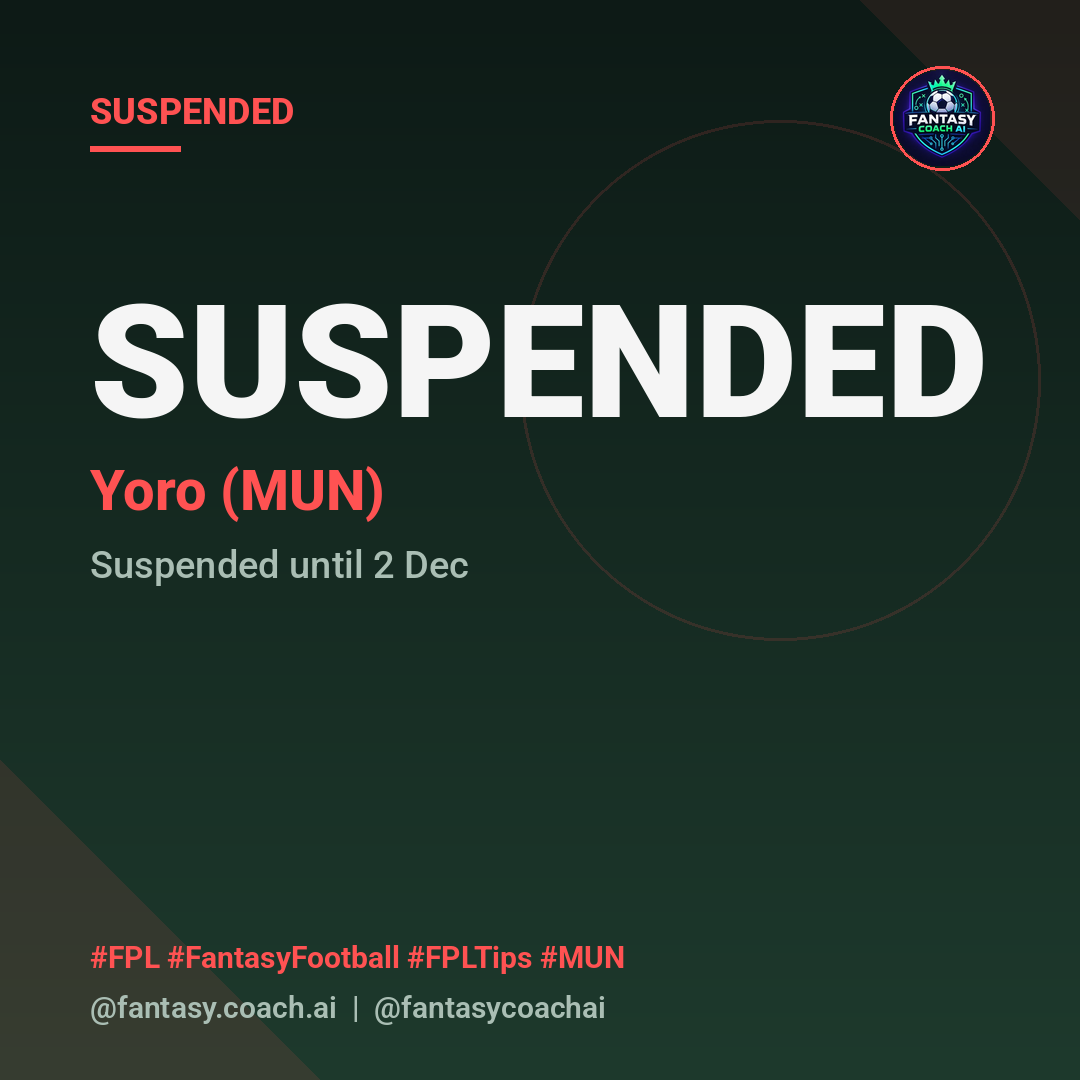 SUSPENDED
FANTASY
COACH AI
SUSPENDED
Yoro (MUN)
Suspended until 2 Dec
#FPL #FantasyFootball #FPLTips #MUN
@fantasy.coach.ai | @fantasycoachai